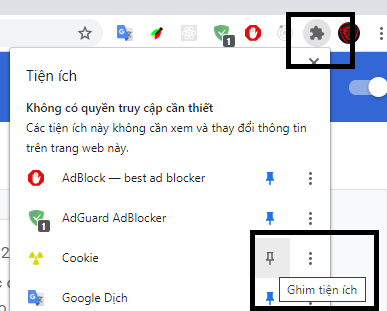 1
Tiện ích
Không có quyền truy cập cần thiết
Các tiện ích này không cần xem và thay đổi thông tin
trên trang web này.
AdBlock — best ad blocker
AdGuard AdBlocker
1
Cookie
Ghim tiện ích
Google Dịch